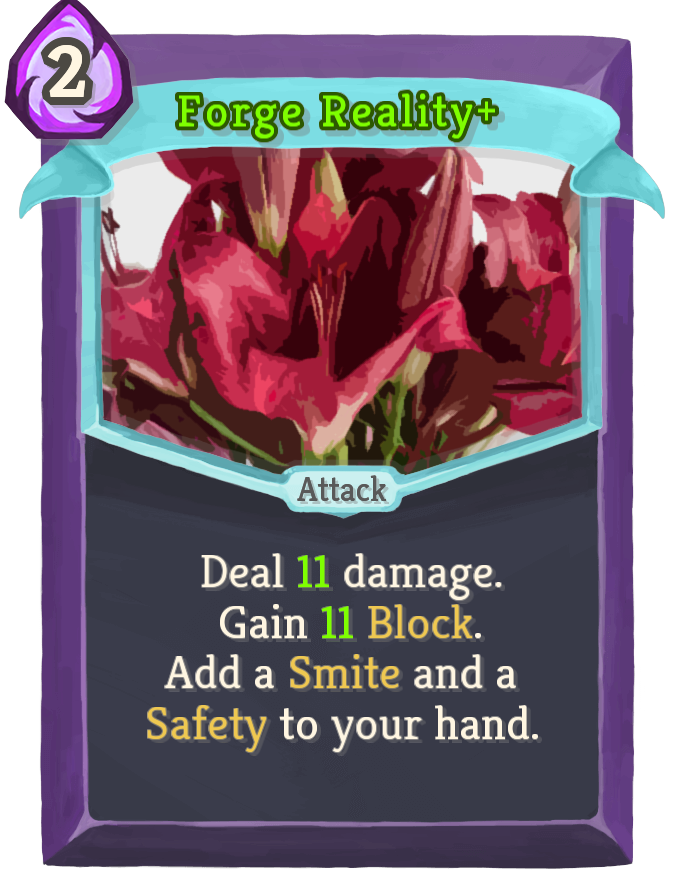 2
Forge Reality+
Attack
Deal 11 damage.
Gain 11 Block.
Add a Smite and a
Safety to your hand.